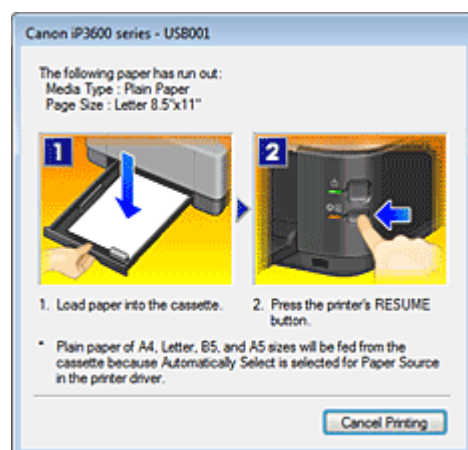 Canon iP3600 series - USB001
The following paper has run out:
Media Type : Plain Paper
Page Size : Letter 8.5"x11"
1
2
1. Load paper into the cassette.
2. Press the printer's RESUME
button.
* Plain paper of A4, Letter, B5, and A5 sizes will be fed from the
cassette because Automatically Select is selected for Paper Source
in the printer driver.
Cancel Printing